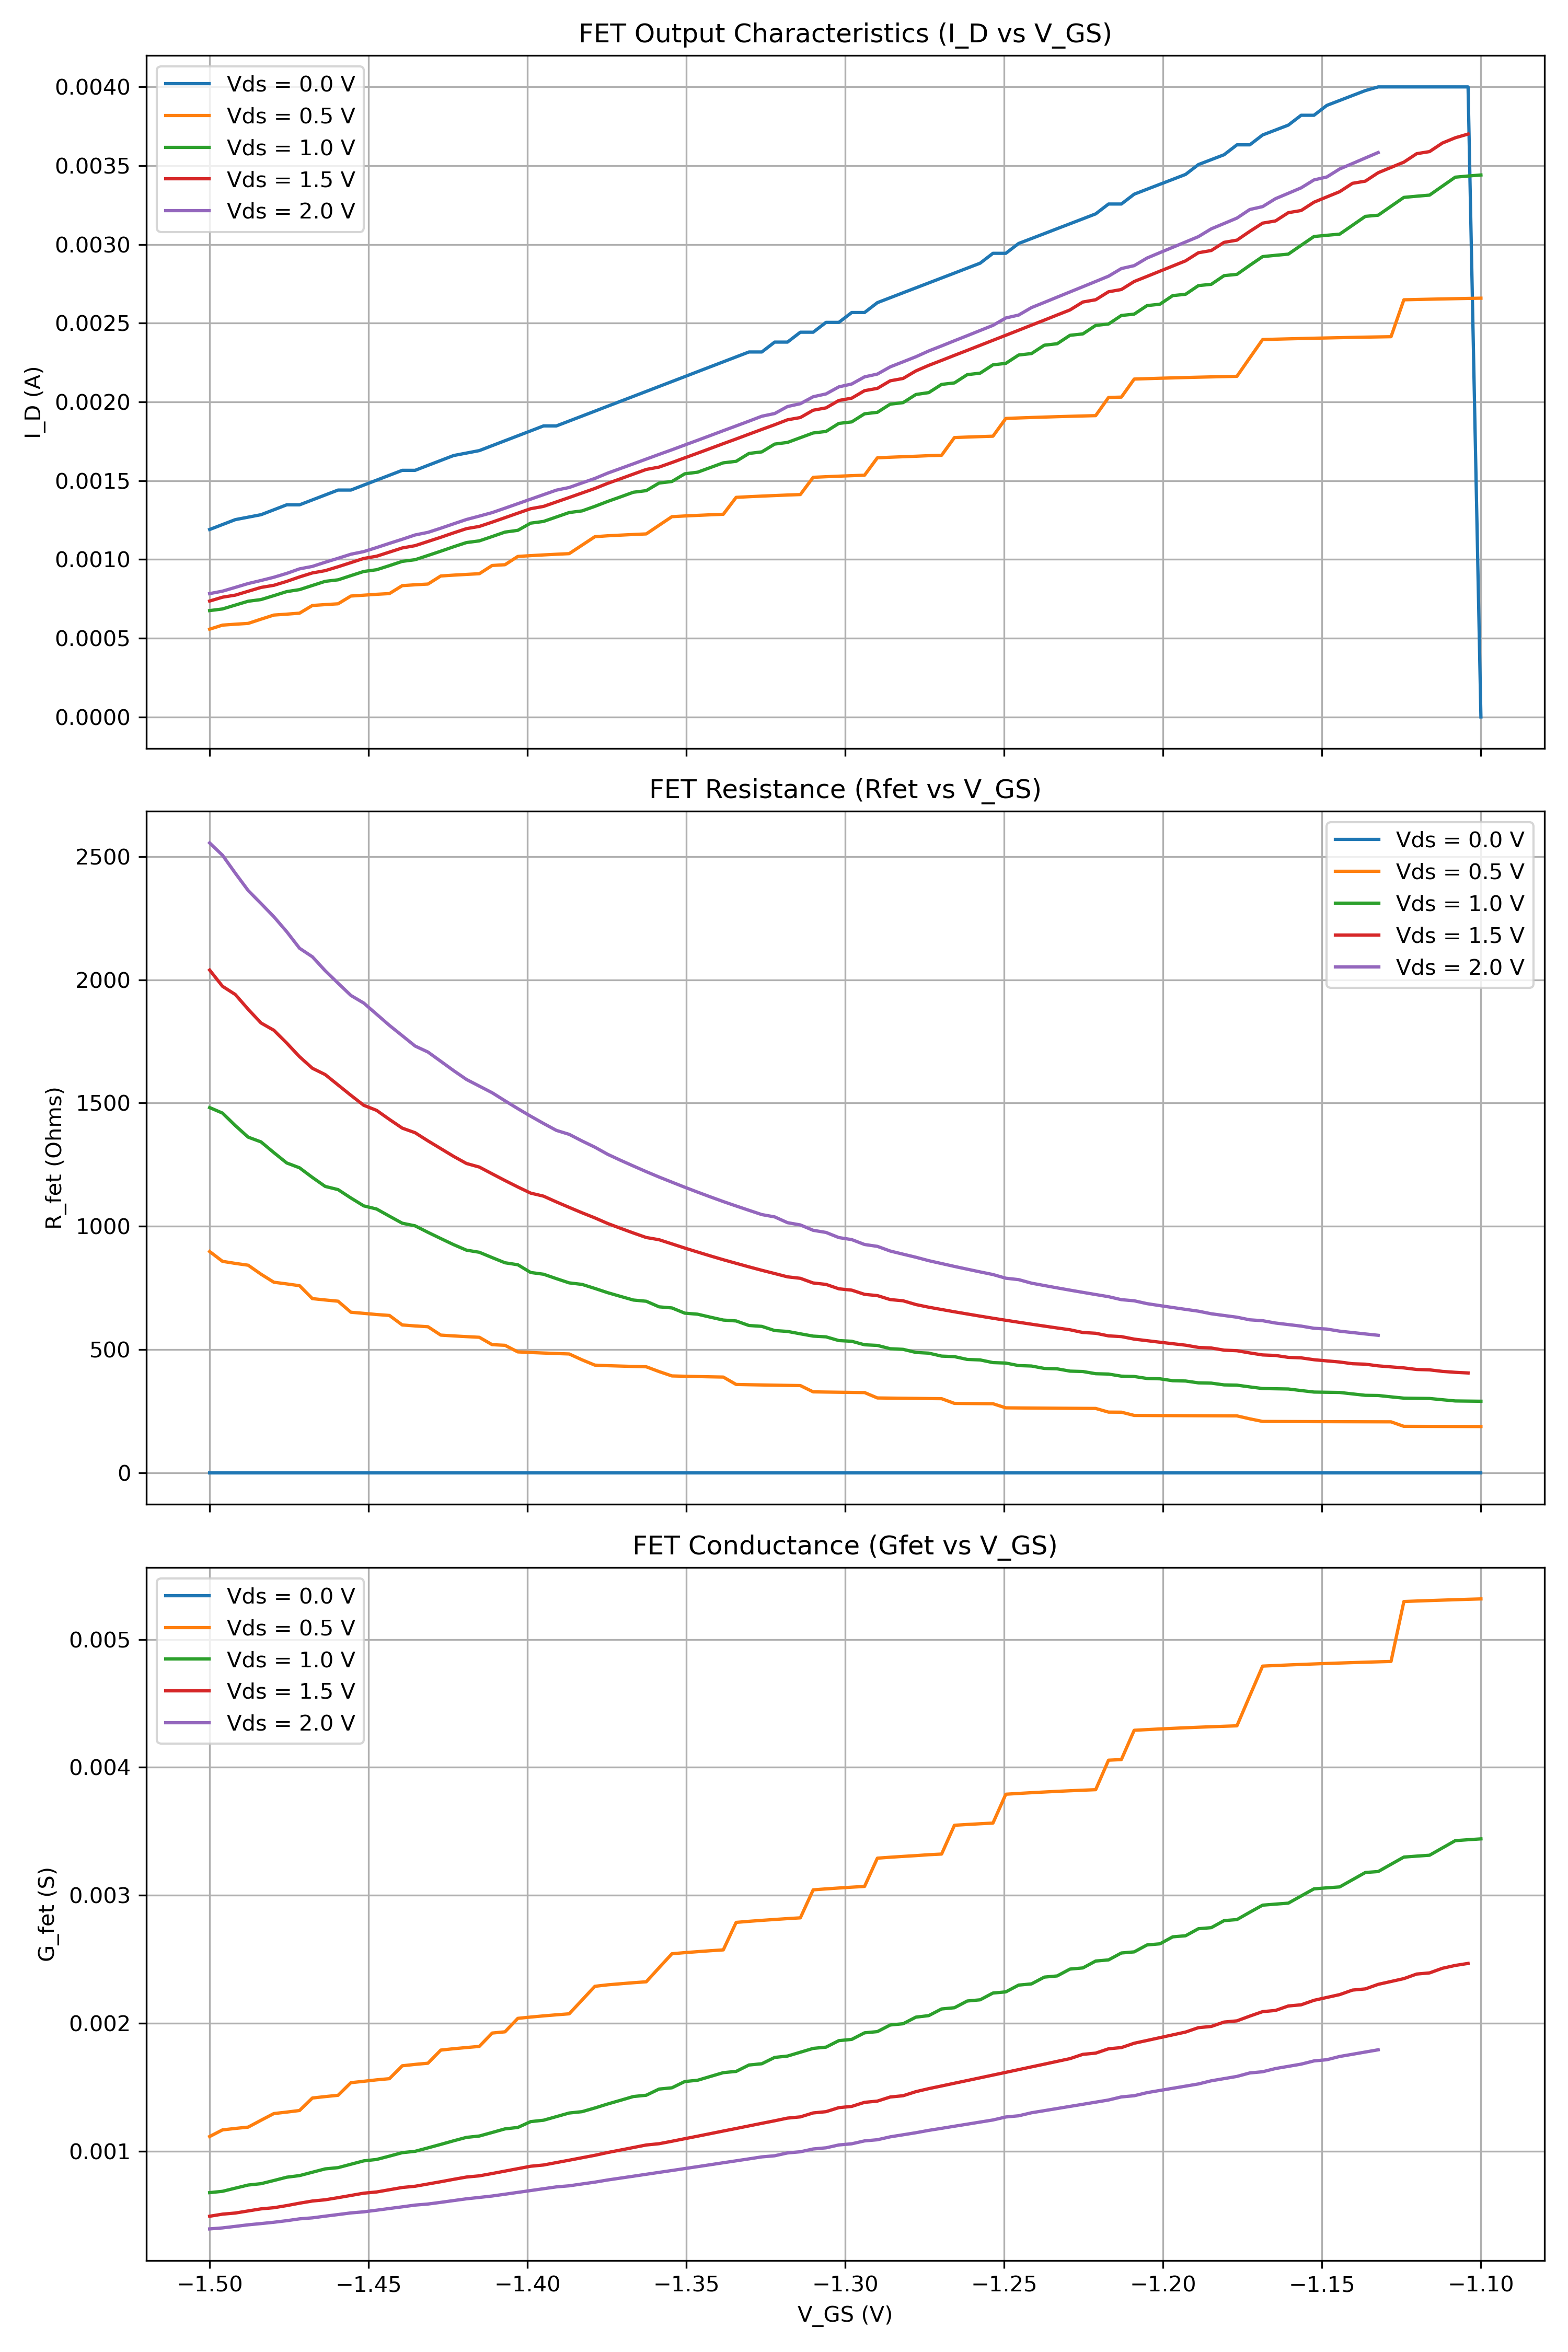 FET Output Characteristics (I_D vs V_GS)
Vds = 0.0 V
Vds = 0.5 V
Vds = 1.0 V
Vds = 1.5 V
Vds = 2.0 V
0.0040
0.0035
0.0030
0.0025
0.0020
0.0015
0.0010
0.0005
0.0000
I_D (A)
FET Resistance (Rfet vs V_GS)
Vds = 0.0 V
Vds = 0.5 V
Vds = 1.0 V
Vds = 1.5 V
Vds = 2.0 V
2500
2000
1500
1000
500
0
R_fet (Ohms)
FET Conductance (Gfet vs V_GS)
Vds = 0.0 V
Vds = 0.5 V
Vds = 1.0 V
Vds = 1.5 V
Vds = 2.0 V
0.005
0.004
0.003
0.002
0.001
G_fet (S)
−1.50 −1.45 −1.40 −1.35 −1.30 −1.25 −1.20 −1.15 −1.10
V_GS (V)